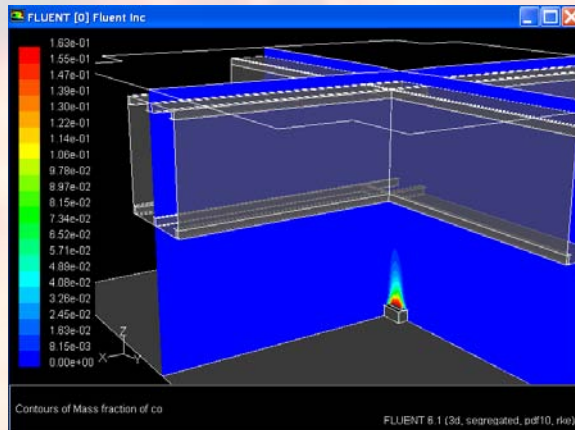 FLUENT [0] Fluent Inc
1.63e-01
1.55e-01
1.47e-01
1.39e-01
1.30e-01
1.22e-01
1.14e-01
1.06e-01
9.78e-02
8.97e-02
8.15e-02
7.34e-02
6.52e-02
5.71e-02
4.88e-02
4.08e-02
3.26e-02
2.45e-02
1.63e-02
8.15e-03
0.00e+00
Z
X
Y
Contours of Mass fraction of co
FLUENT 6.1 (3d, segregated, pdf10, rke)